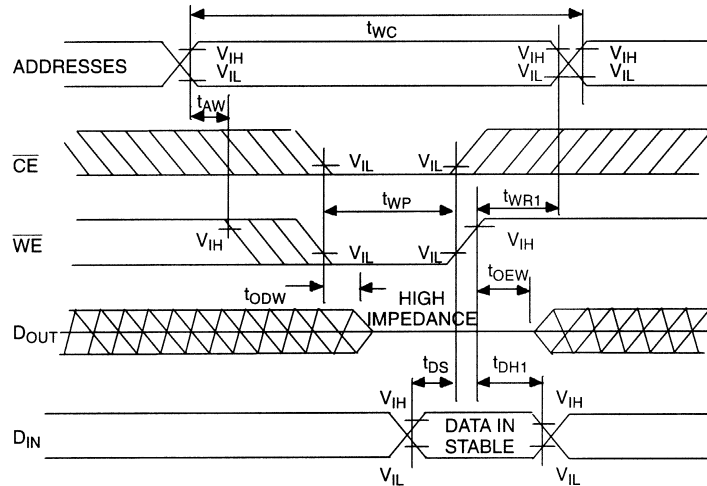 tWC
ADDRESSES
VIH
VIL
VIH
VIL
VIH
VIL
tAW
CE
VIL
VIL
tWP
tWR1
WE
VIH
VIL
VIL
VIH
tODW
HIGH
IMPEDANCE
tOEW
DOUT
tDS
tDH1
VIH
VIH
DIN
DATA IN
STABLE
VIL
VIL